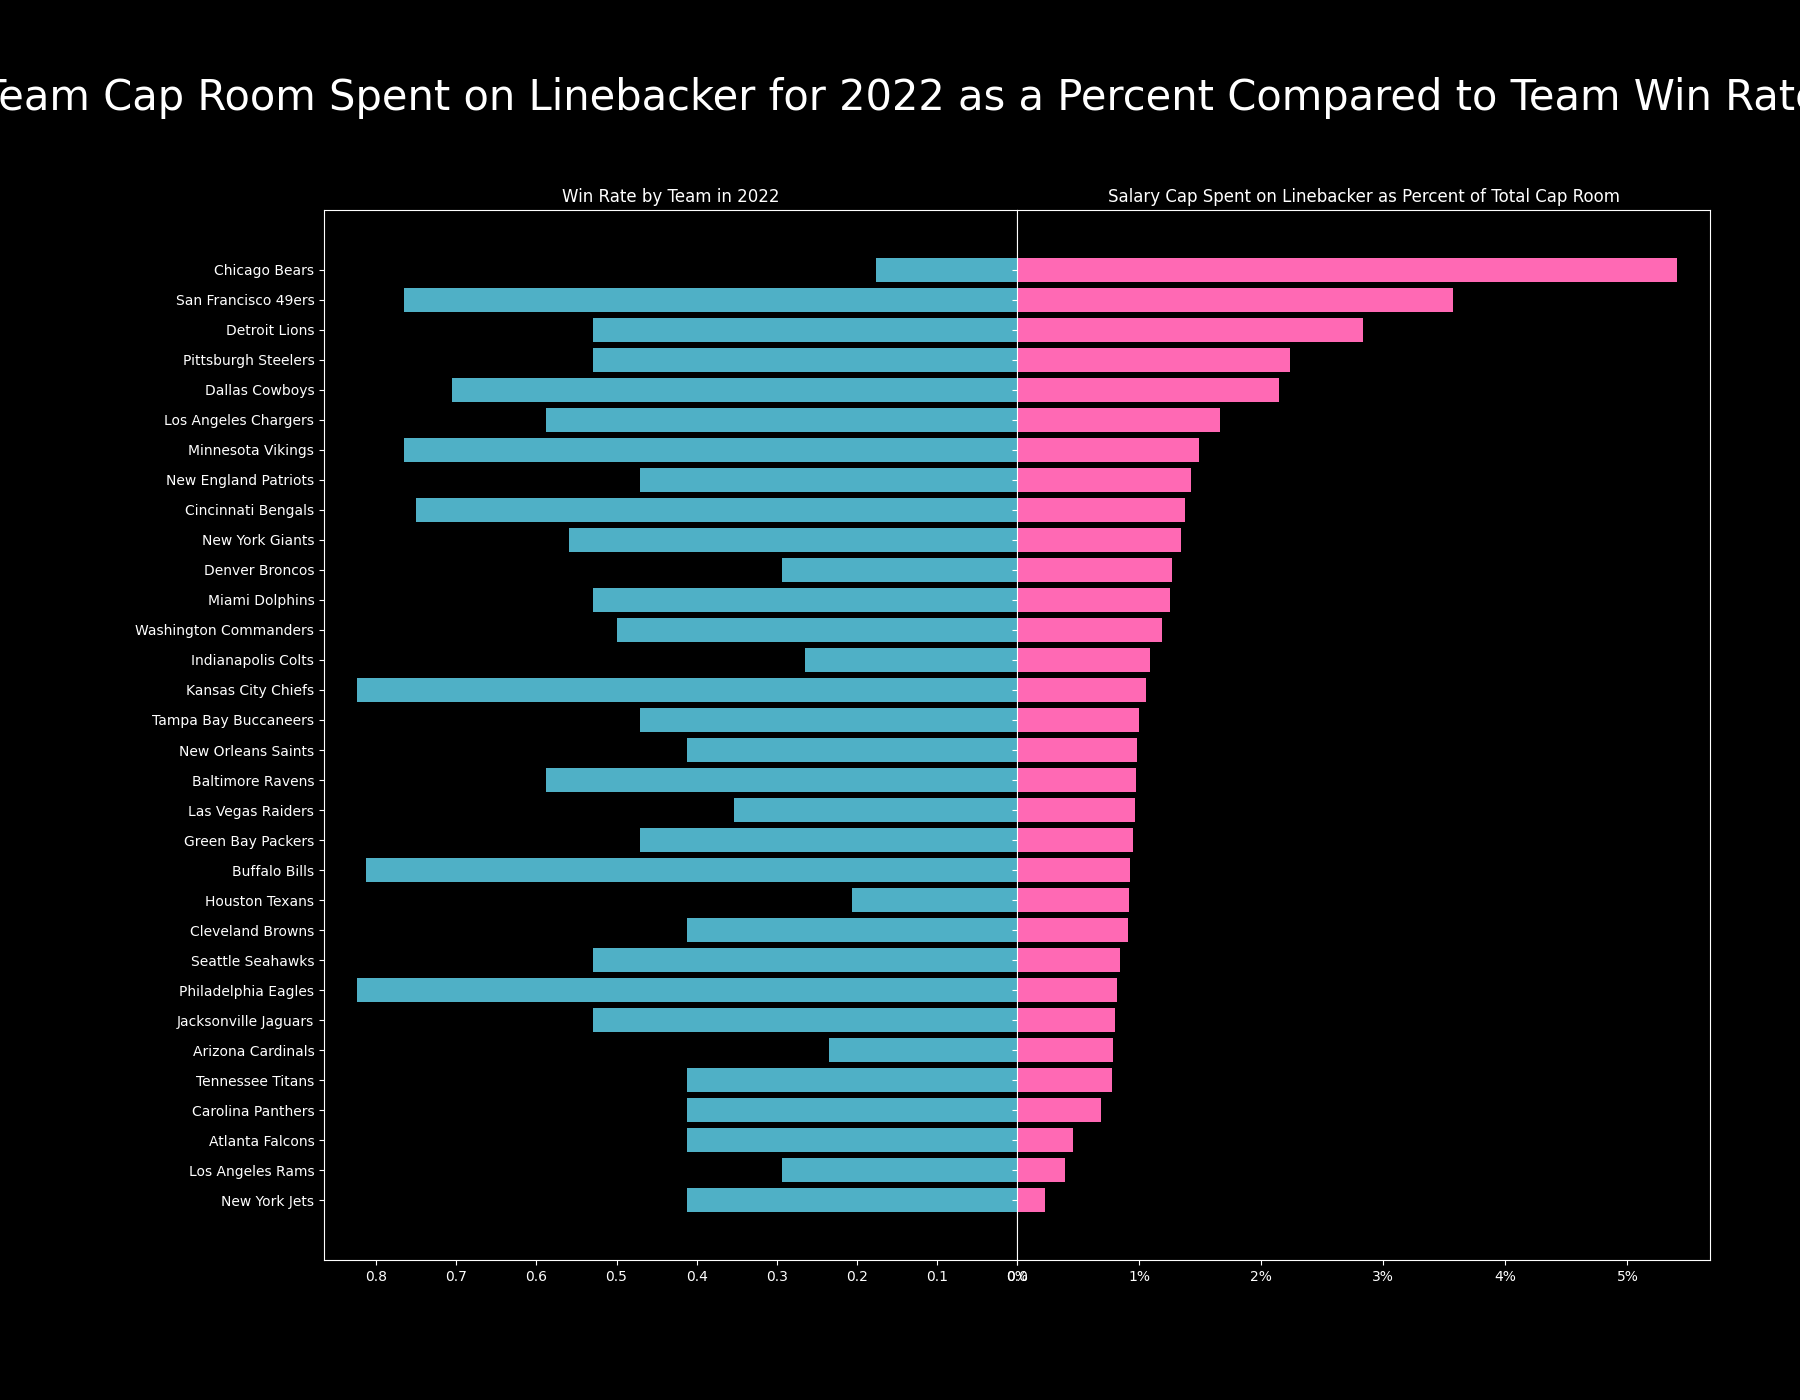 Team Cap Room Spent on Linebacker for 2022 as a Percent Compared to Team Win Rate
Win Rate by Team in 2022
Salary Cap Spent on Linebacker as Percent of Total Cap Room
Chicago Bears
San Francisco 49ers
Detroit Lions
Pittsburgh Steelers
Dallas Cowboys
Los Angeles Chargers
Minnesota Vikings
New England Patriots
Cincinnati Bengals
New York Giants
Denver Broncos
Miami Dolphins
Washington Commanders
Indianapolis Colts
Kansas City Chiefs
Tampa Bay Buccaneers
New Orleans Saints
Baltimore Ravens
Las Vegas Raiders
Green Bay Packers
Buffalo Bills
Houston Texans
Cleveland Browns
Seattle Seahawks
Philadelphia Eagles
Jacksonville Jaguars
Arizona Cardinals
Tennessee Titans
Carolina Panthers
Atlanta Falcons
Los Angeles Rams
New York Jets
0.8 0.7 0.6 0.5 0.4 0.3 0.2 0.1 1% 2% 3% 4% 5%